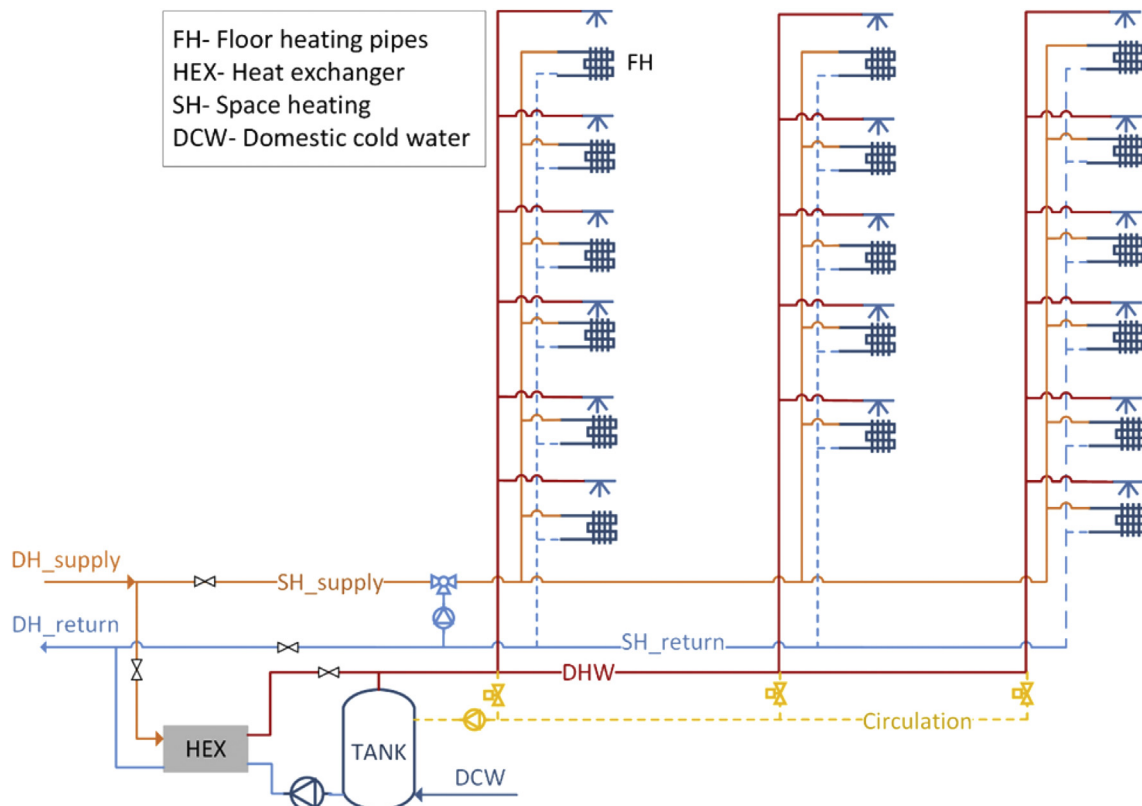 FH- Floor heating pipes
HEX- Heat exchanger
SH- Space heating
DCW- Domestic cold water
FH
DH_supply
SH_supply
DH_return
SH_return
DHW
Circulation
HEX
TANK
DCW